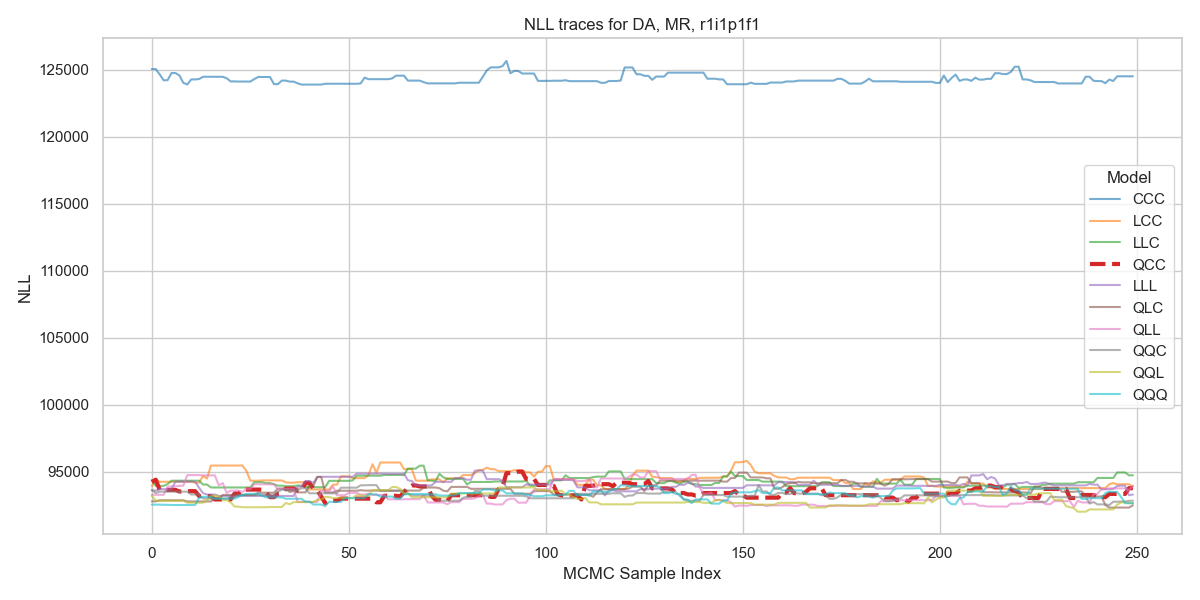 NLL traces for DA, MR, r1i1p1f1
NLL
125000
120000
115000
110000
105000
100000
95000
0
50
100
150
200
250
MCMC Sample Index
Model
CCC
LCC
LLC
QCC
LLL
QLC
QLL
QQC
QQL
QQQ